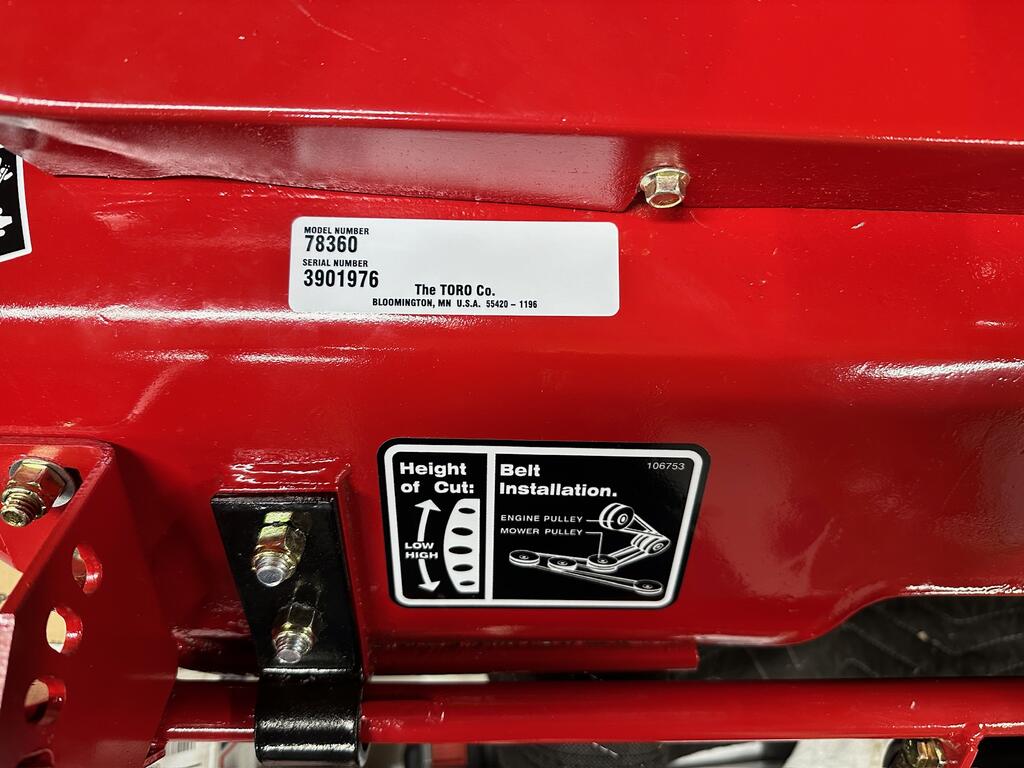 MODEL NUMBER
78360
SERIAL NUMBER
3901976
The TORO Co.
BLOOMINGTON, MN U.S.A. 55420 - 1196
Height
of Cut:
LOW
HIGH
Belt
Installation.
106753
ENGINE PULLEY
MOWER PULLEY